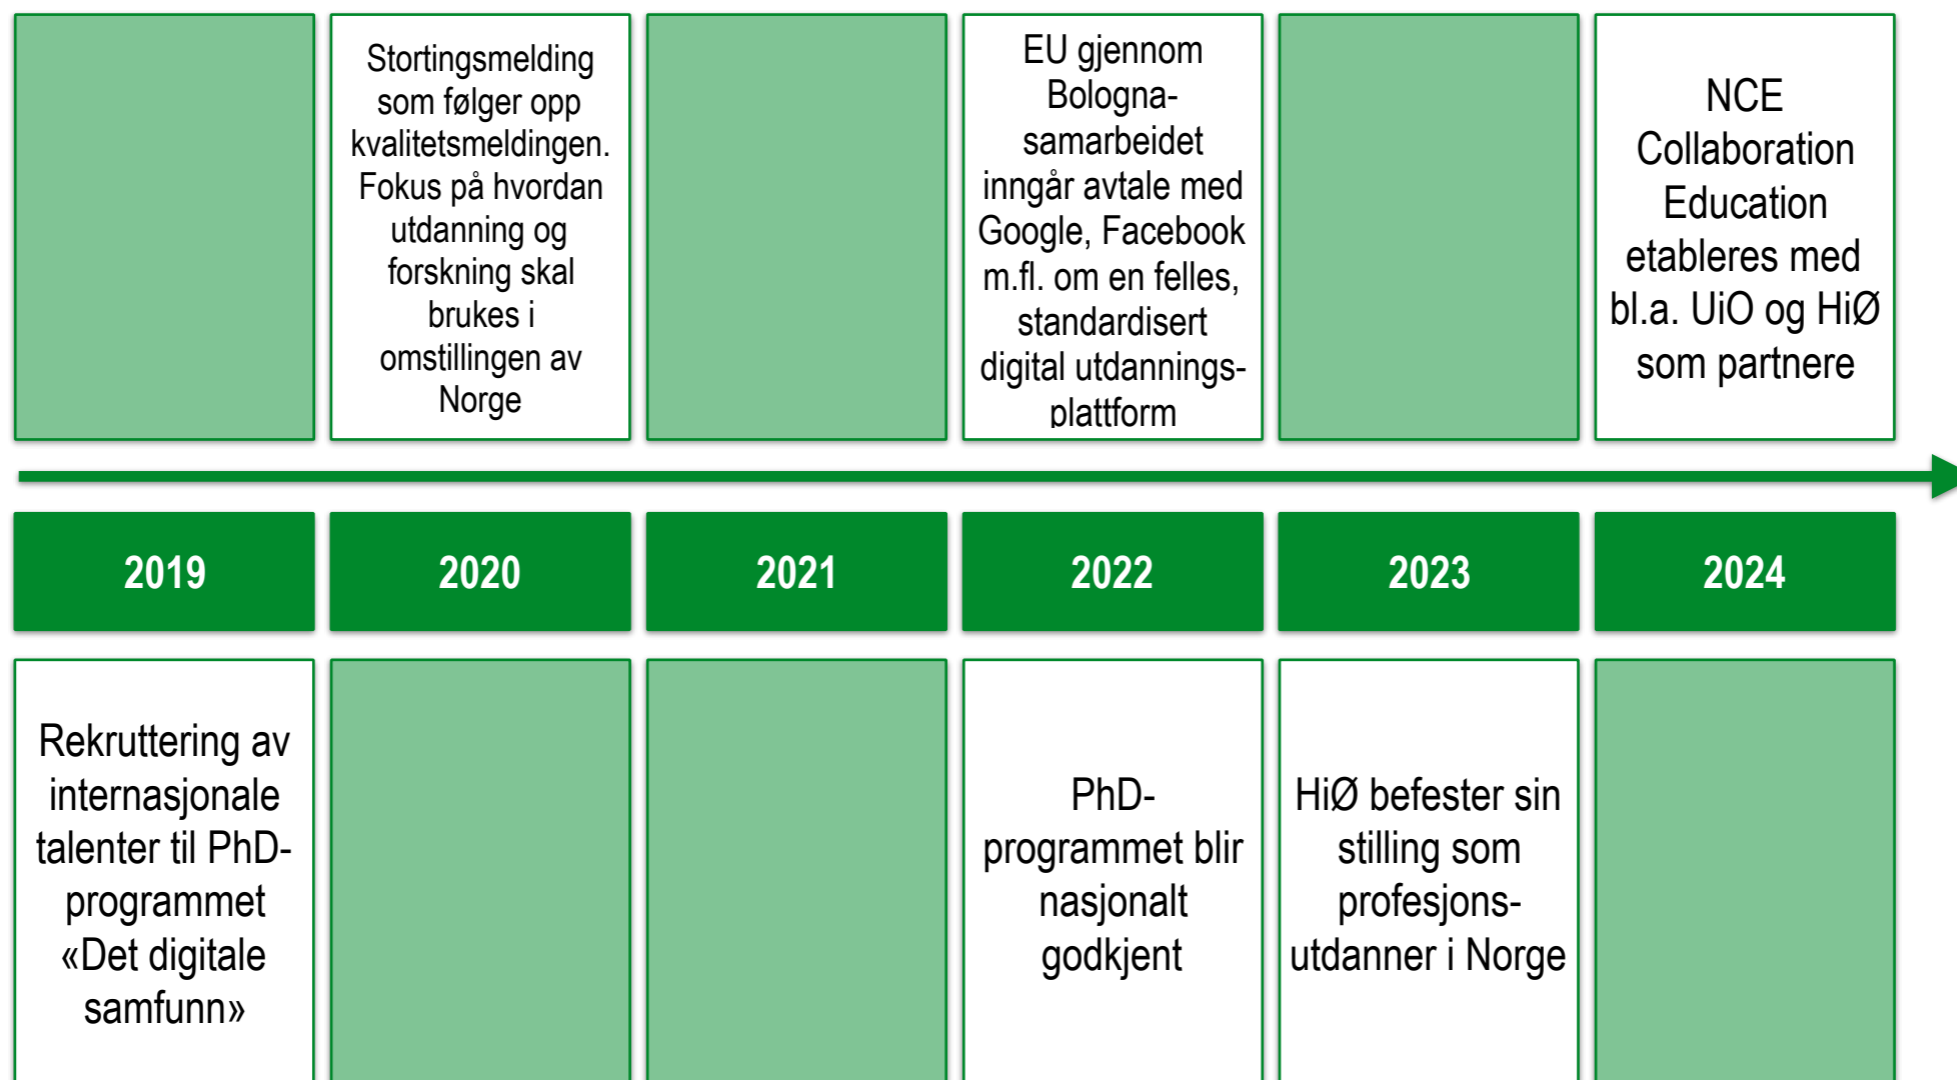 Stortingsmelding
som følger opp
kvalitetsmeldingen.
Fokus på hvordan
utdanning og
forskning skal
brukes i
omstillingen av
Norge
EU gjennom
Bologna-
samarbeidet
inngår avtale med
Google, Facebook
m.fl. om en felles,
standardisert
digital utdannings-
plattform
NCE
Collaboration
Education
etableres med
bl.a. UiO og HiØ
som partnere
2019
2020
2021
2022
2023
2024
Rekruttering av
internasjonale
talenter til PhD-
programmet
«Det digitale
samfunn»
PhD-
programmet blir
nasjonalt
godkjent
HiØ befester sin
stilling som
profesjons-
utdanner i Norge